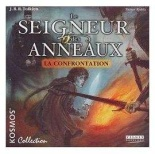 J.R.R. Tolkien
Le
SEIGNEUR
des
ANNEAUX
LA CONFRONTATION
KOSMOS
Collection